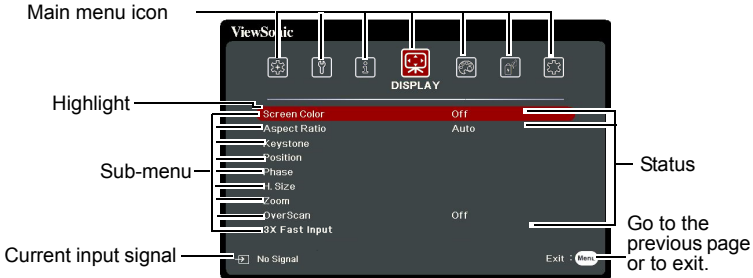 Main menu icon
ViewSonic
DISPLAY
Highlight
Screen Color Off
Aspect Ratio Auto
Keystone
Position
Phase
H. Size
Zoom
OverScan Off
3X Fast Input
Sub-menu
Status
Current input signal
No Signal
Exit : Menu
Go to the
previous page
or to exit.